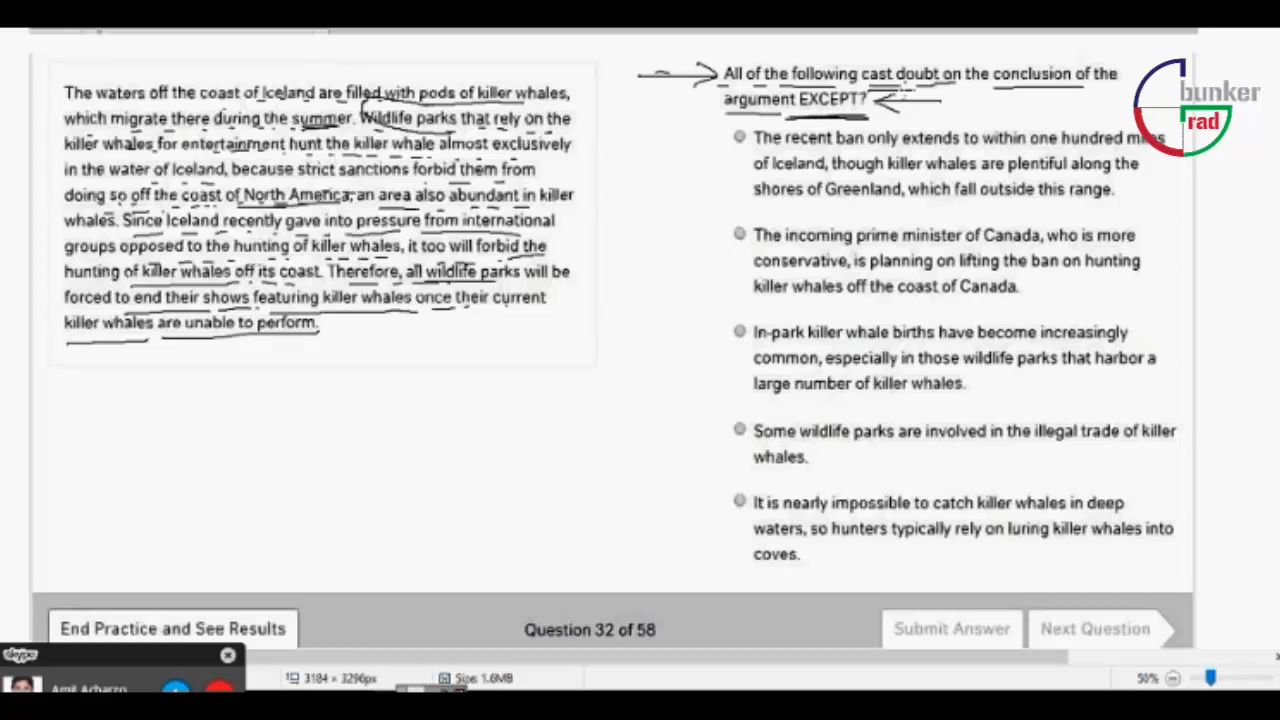 The waters off the coast of Iceland are filled with pods of killer whales,
which migrate there during the summer. Wildlife parks that rely on the
killer whales for entertainment hunt the killer whale almost exclusively
in the water of Iceland, because strict sanctions forbid them from
doing so off the coast of North America, an area also abundant in killer
whales. Since Iceland recently gave into pressure from international
groups opposed to the hunting of killer whales, it too will forbid the
hunting of killer whales off its coast. Therefore, all wildlife parks will be
forced to end their shows featuring killer whales once their current
killer whales are unable to perform.
All of the following cast doubt on the conclusion of the
argument EXCEPT?
The recent ban only extends to within one hundred miles
of Iceland, though killer whales are plentiful along the
shores of Greenland, which fall outside this range.
The incoming prime minister of Canada, who is more
conservative, is planning on lifting the ban on hunting
killer whales off the coast of Canada.
In-park killer whale births have become increasingly
common, especially in those wildlife parks that harbor a
large number of killer whales.
Some wildlife parks are involved in the illegal trade of killer
whales.
It is nearly impossible to catch killer whales in deep
waters, so hunters typically rely on luring killer whales into
coves.
bunker
rad
End Practice and See Results
Question 32 of 58
Submit Answer
Next Question
skype
3184 × 3296px
Size: 1.6MB
50%